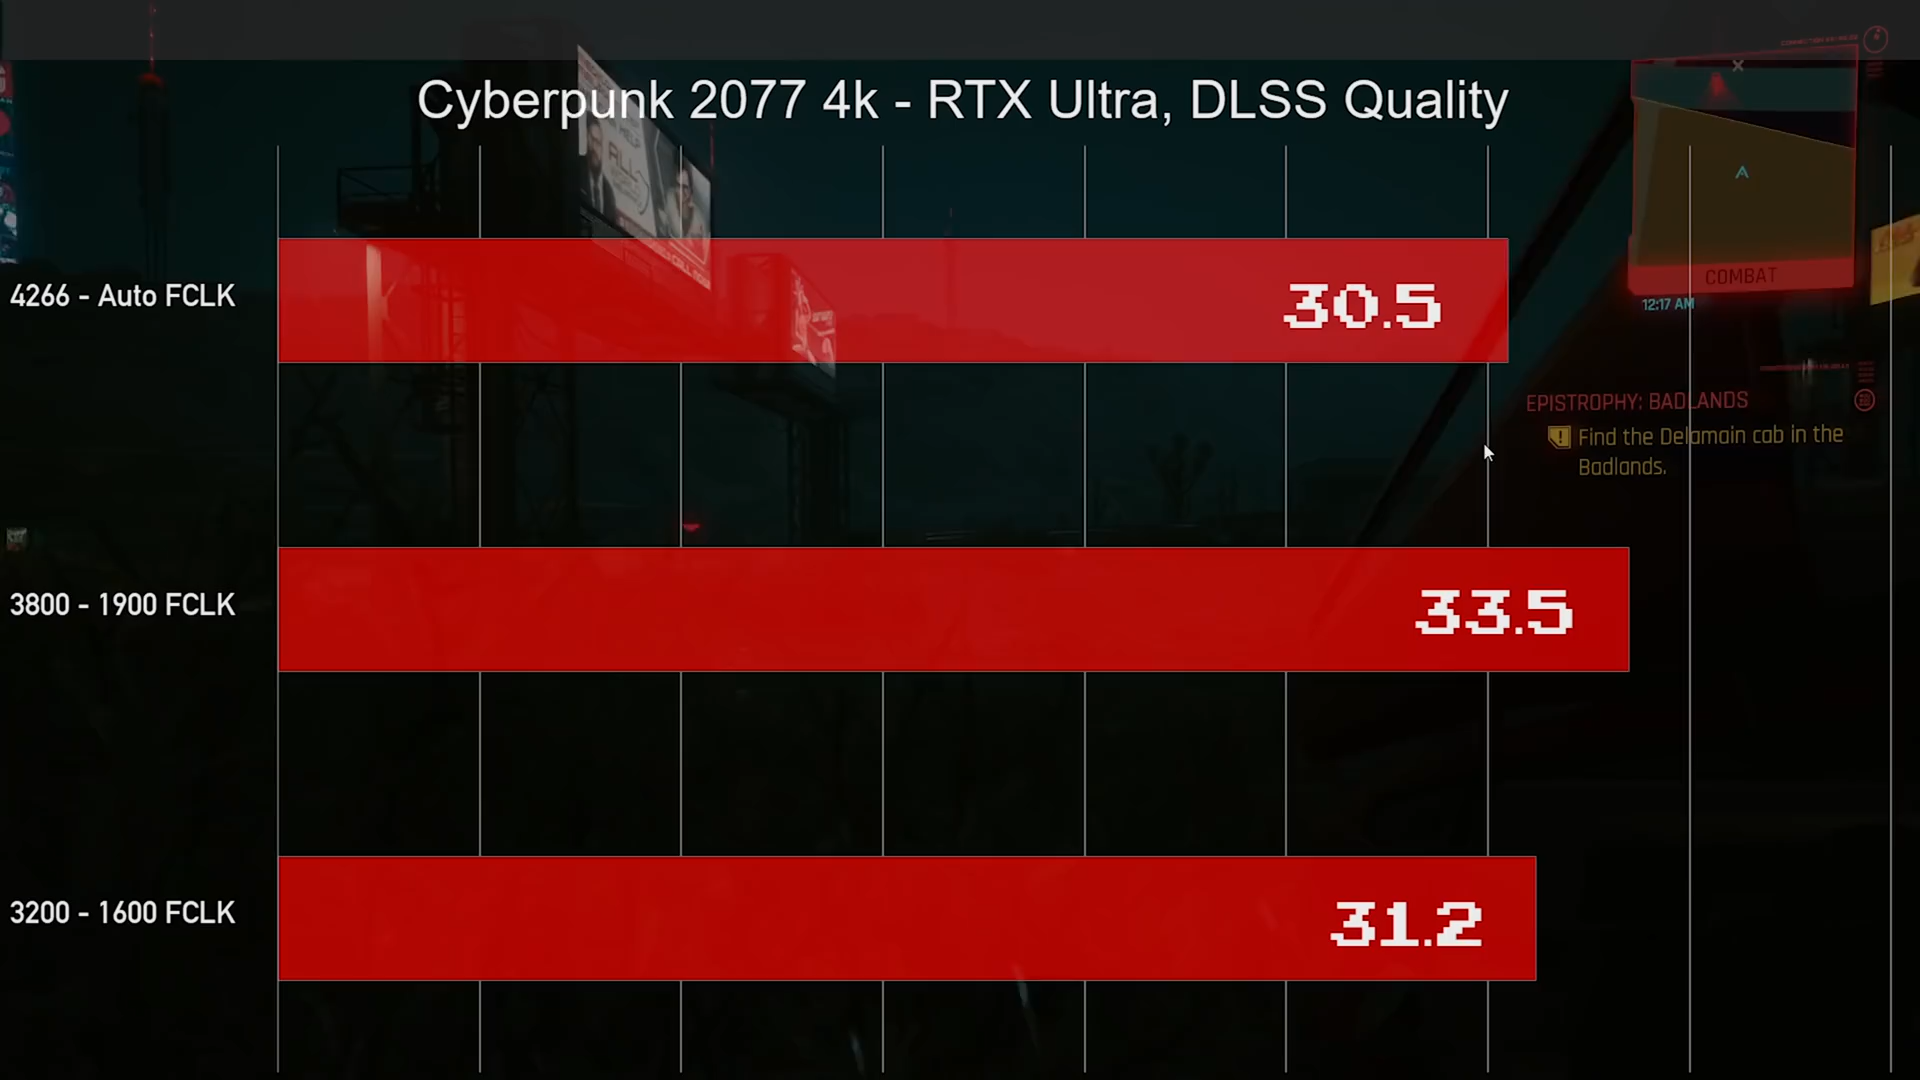 Cyberpunk 2077 4k - RTX Ultra, DLSS Quality
4266 - Auto FCLK
30.5
COMBAT
12:17 AM
EPISTROPHY: BADLANDS
Find the Delamain cab in the
Badlands.
3800 - 1900 FCLK
33.5
3200 - 1600 FCLK
31.2